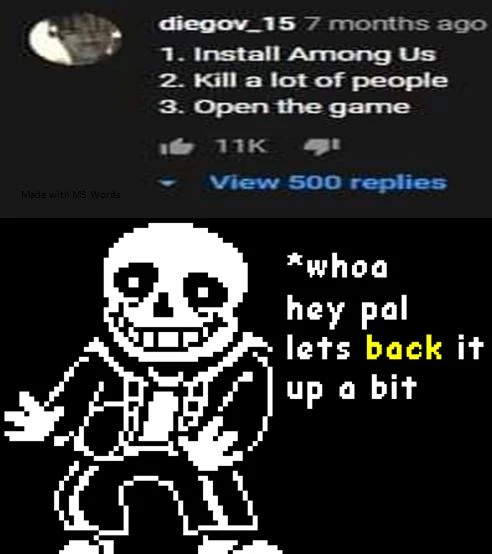 diegov_15 7 months ago
1. Install Among Us
2. Kill a lot of people
3. Open the game
11K
View 500 replies
Made with MS Words
*whoa
hey pal
lets back it
up a bit